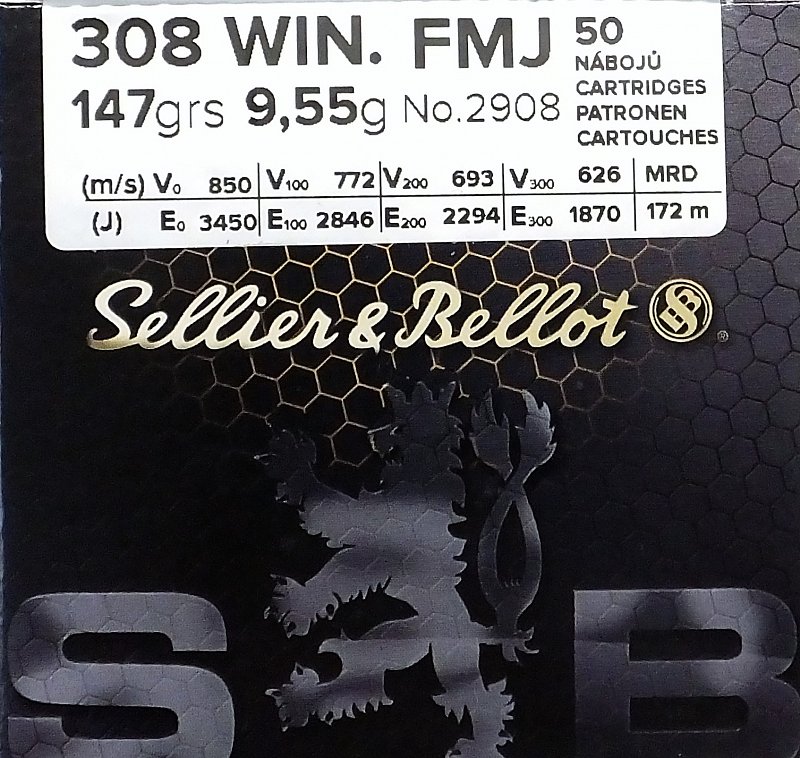 308 WIN. FMJ 50
NÁBOJŮ
CARTRIDGES
147grs 9,55g No.2908 PATRONEN
CARTOUCHES
(m/s) V₀ 850 V₁₀₀ 772 V₂₀₀ 693 V₃₀₀ 626 MRD
(J) E₀ 3450 E₁₀₀ 2846 E₂₀₀ 2294 E₃₀₀ 1870 172 m
Sellier & Bellot S&B ®
S B